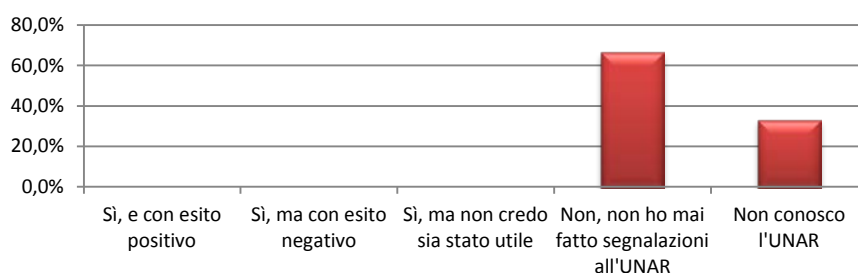 80,0%
60,0%
40,0%
20,0%
0,0%
Sì, e con esito
positivo
Sì, ma con esito
negativo
Sì, ma non credo
sia stato utile
Non, non ho mai
fatto segnalazioni
all'UNAR
Non conosco
l'UNAR